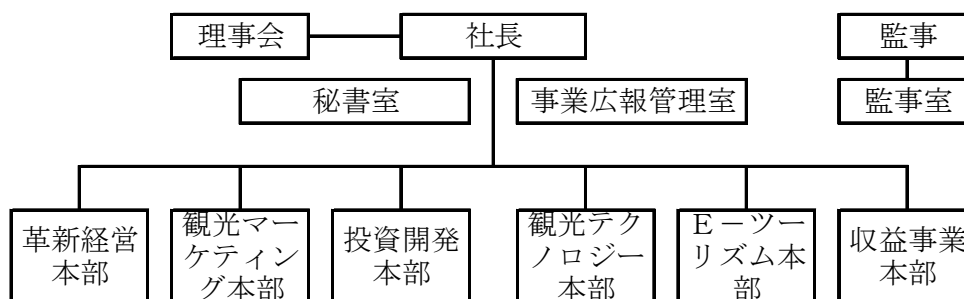 理事会
社長
監事
秘書室
事業広報管理室
監事室
革新経営
本部
観光マー
ケティン
グ本部
投資開発
本部
観光テク
ノロジー
本部
E－ツー
リズム本
部
収益事業
本部